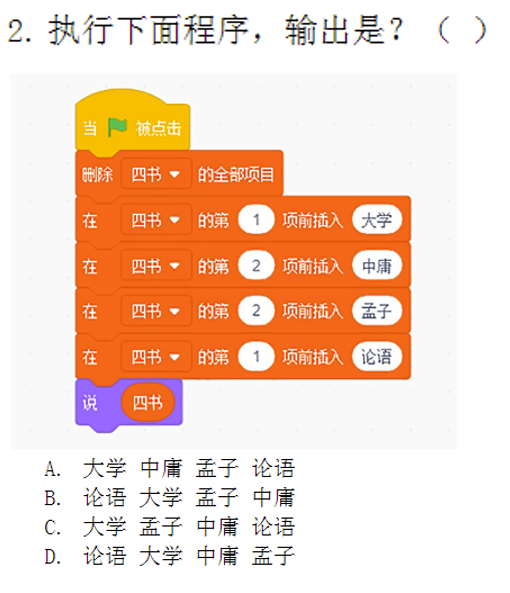 2. 执行下面程序，输出是？（ ）
当 被点击
删除 四书 的全部项目
在 四书 的第 1 项前插入 大学
在 四书 的第 2 项前插入 中庸
在 四书 的第 2 项前插入 孟子
在 四书 的第 1 项前插入 论语
说 四书
A. 大学 中庸 孟子 论语
B. 论语 大学 孟子 中庸
C. 大学 孟子 中庸 论语
D. 论语 大学 中庸 孟子